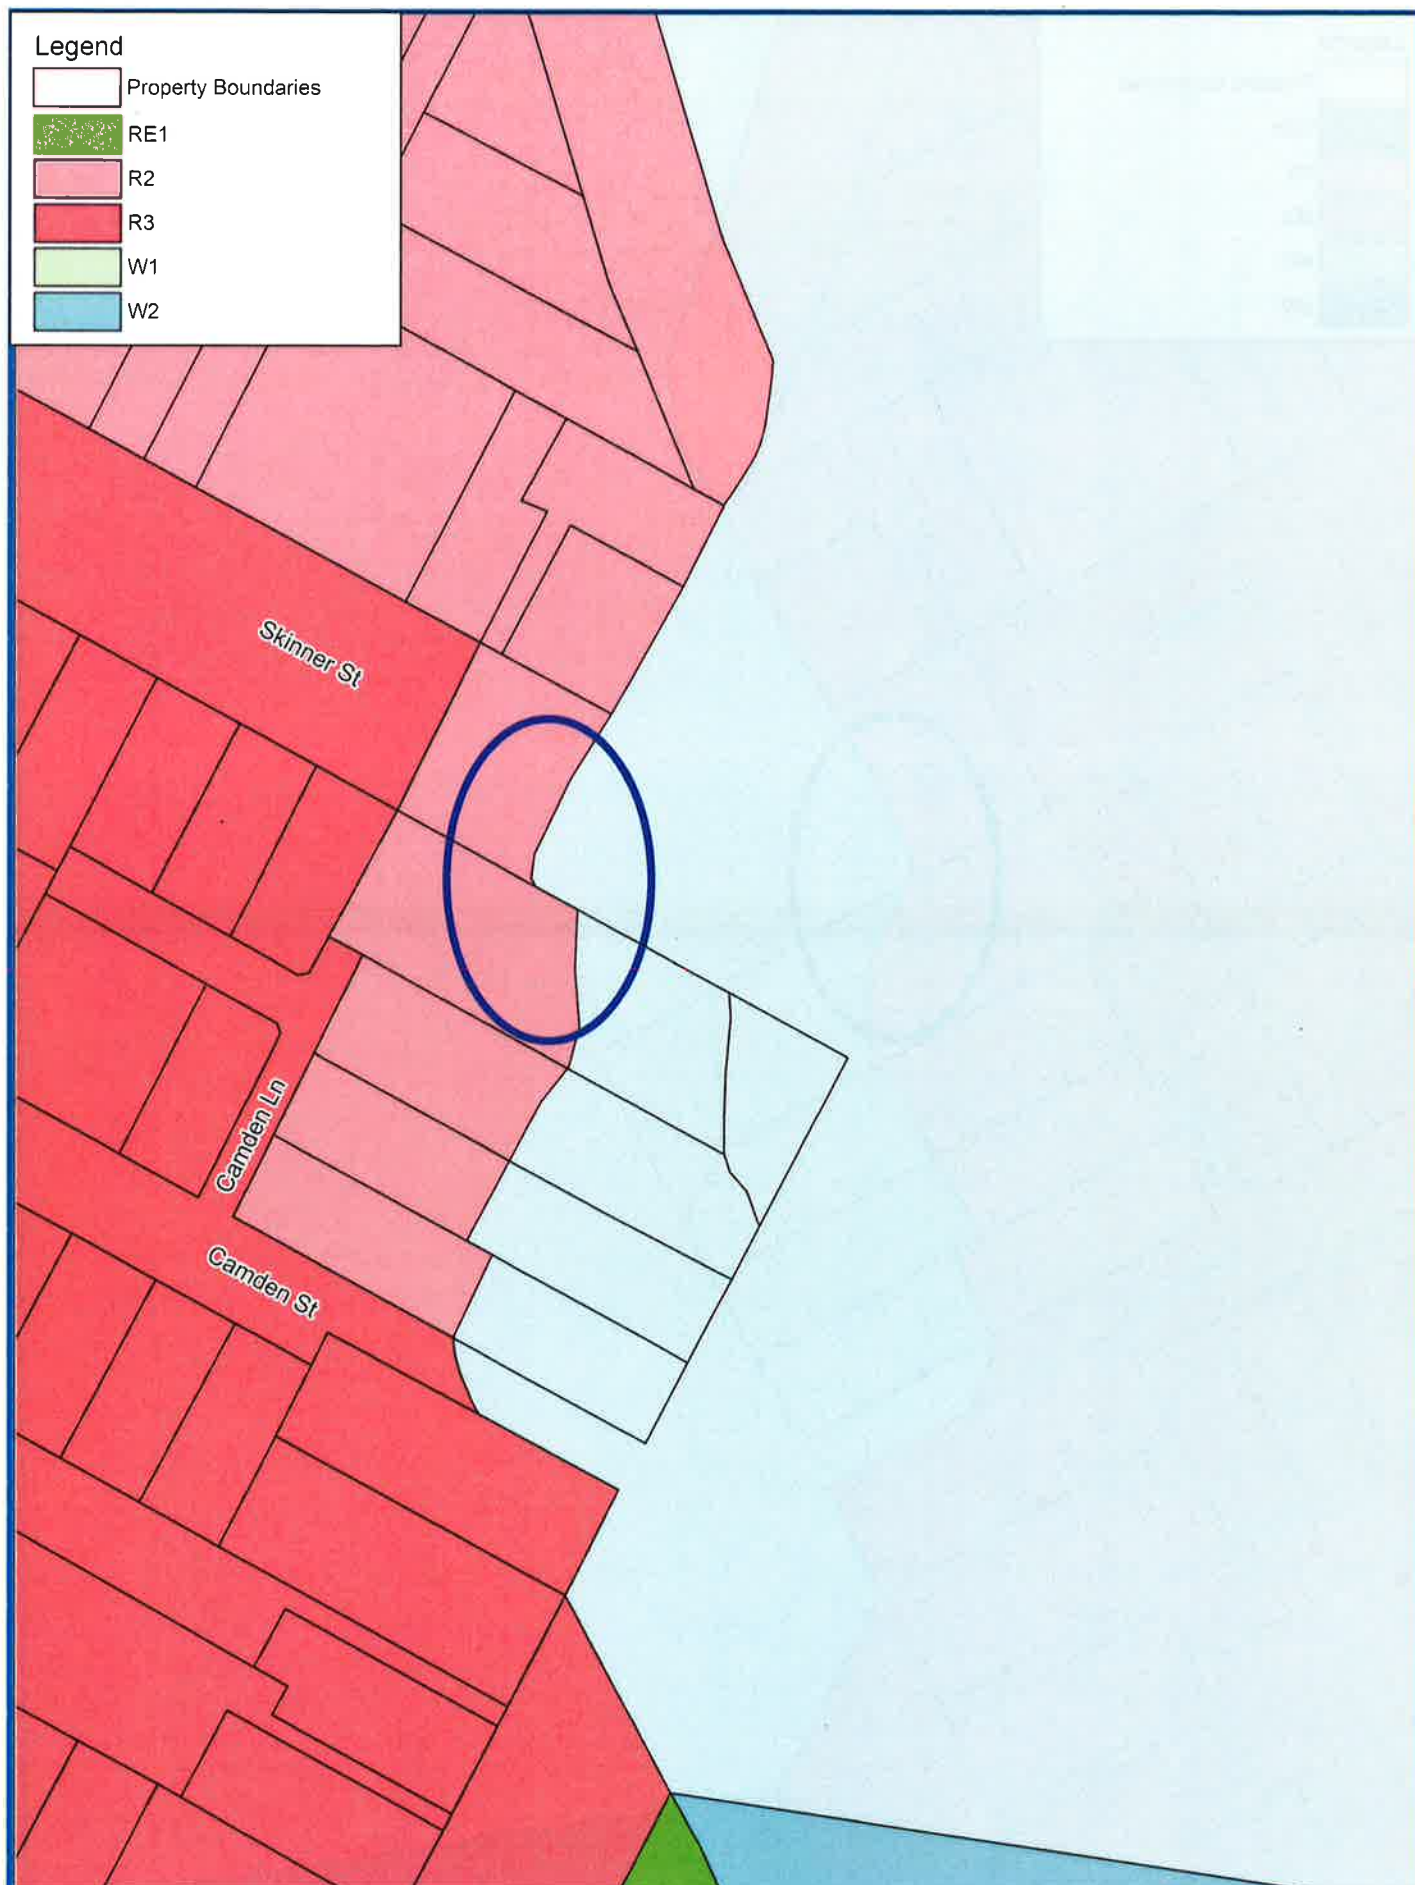 Legend
Property Boundaries
RE1
R2
R3
W1
W2
Skinner St
Camden Ln
Camden St